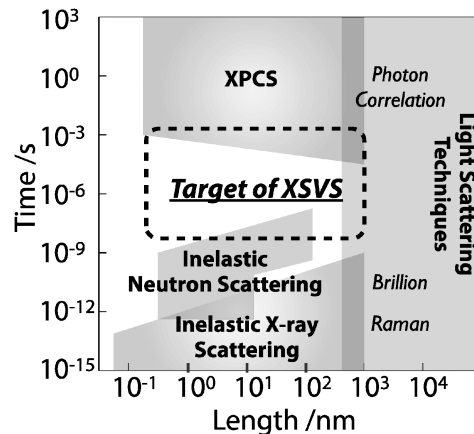 10³
10⁰
10⁻³
10⁻⁶
10⁻⁹
10⁻¹²
10⁻¹⁵
Time /s
XPCS
Photon
Correlation
Light Scattering
Techniques
Target of XSVS
Inelastic
Neutron Scattering
Brillion
Inelastic X-ray
Scattering
Raman
10⁻¹ 10⁰ 10¹ 10² 10³ 10⁴
Length /nm